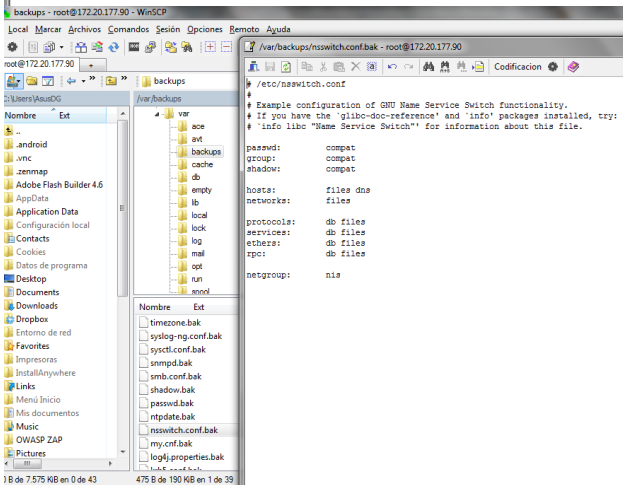 backups - root@172.20.177.90 - WinSCP
Local Marcar Archivos Comandos Sesión Opciones Remoto Ayuda
root@172.20.177.90
backups
C:\Users\AsusDG
Nombre Ext
..
.android
.vnc
.zenmap
Adobe Flash Builder 4.6
AppData
Application Data
Configuración local
Contacts
Cookies
Datos de programa
Desktop
Documents
Downloads
Dropbox
Entorno de red
Favorites
Impresoras
InstallAnywhere
Links
Menú Inicio
Mis documentos
Music
OWASP ZAP
Pictures
0 B de 7.575 KiB en 0 de 43
/var/backups
var
ace
avt
backups
cache
db
empty
lib
local
lock
log
mail
opt
run
spool
Nombre Ext
timezone.bak
syslog-ng.conf.bak
sysctl.conf.bak
snmpd.bak
smb.conf.bak
shadow.bak
passwd.bak
ntpdate.bak
nsswitch.conf.bak
my.cnf.bak
log4j.properties.bak
krb5.conf.bak
475 B de 190 KiB en 1 de 39
/var/backups/nsswitch.conf.bak - root@172.20.177.90
Codificacion
# /etc/nsswitch.conf
#
# Example configuration of GNU Name Service Switch functionality.
# If you have the `glibc-doc-reference' and `info' packages installed, try:
# `info libc "Name Service Switch"' for information about this file.
passwd: compat
group: compat
shadow: compat
hosts: files dns
networks: files
protocols: db files
services: db files
ethers: db files
rpc: db files
netgroup: nis